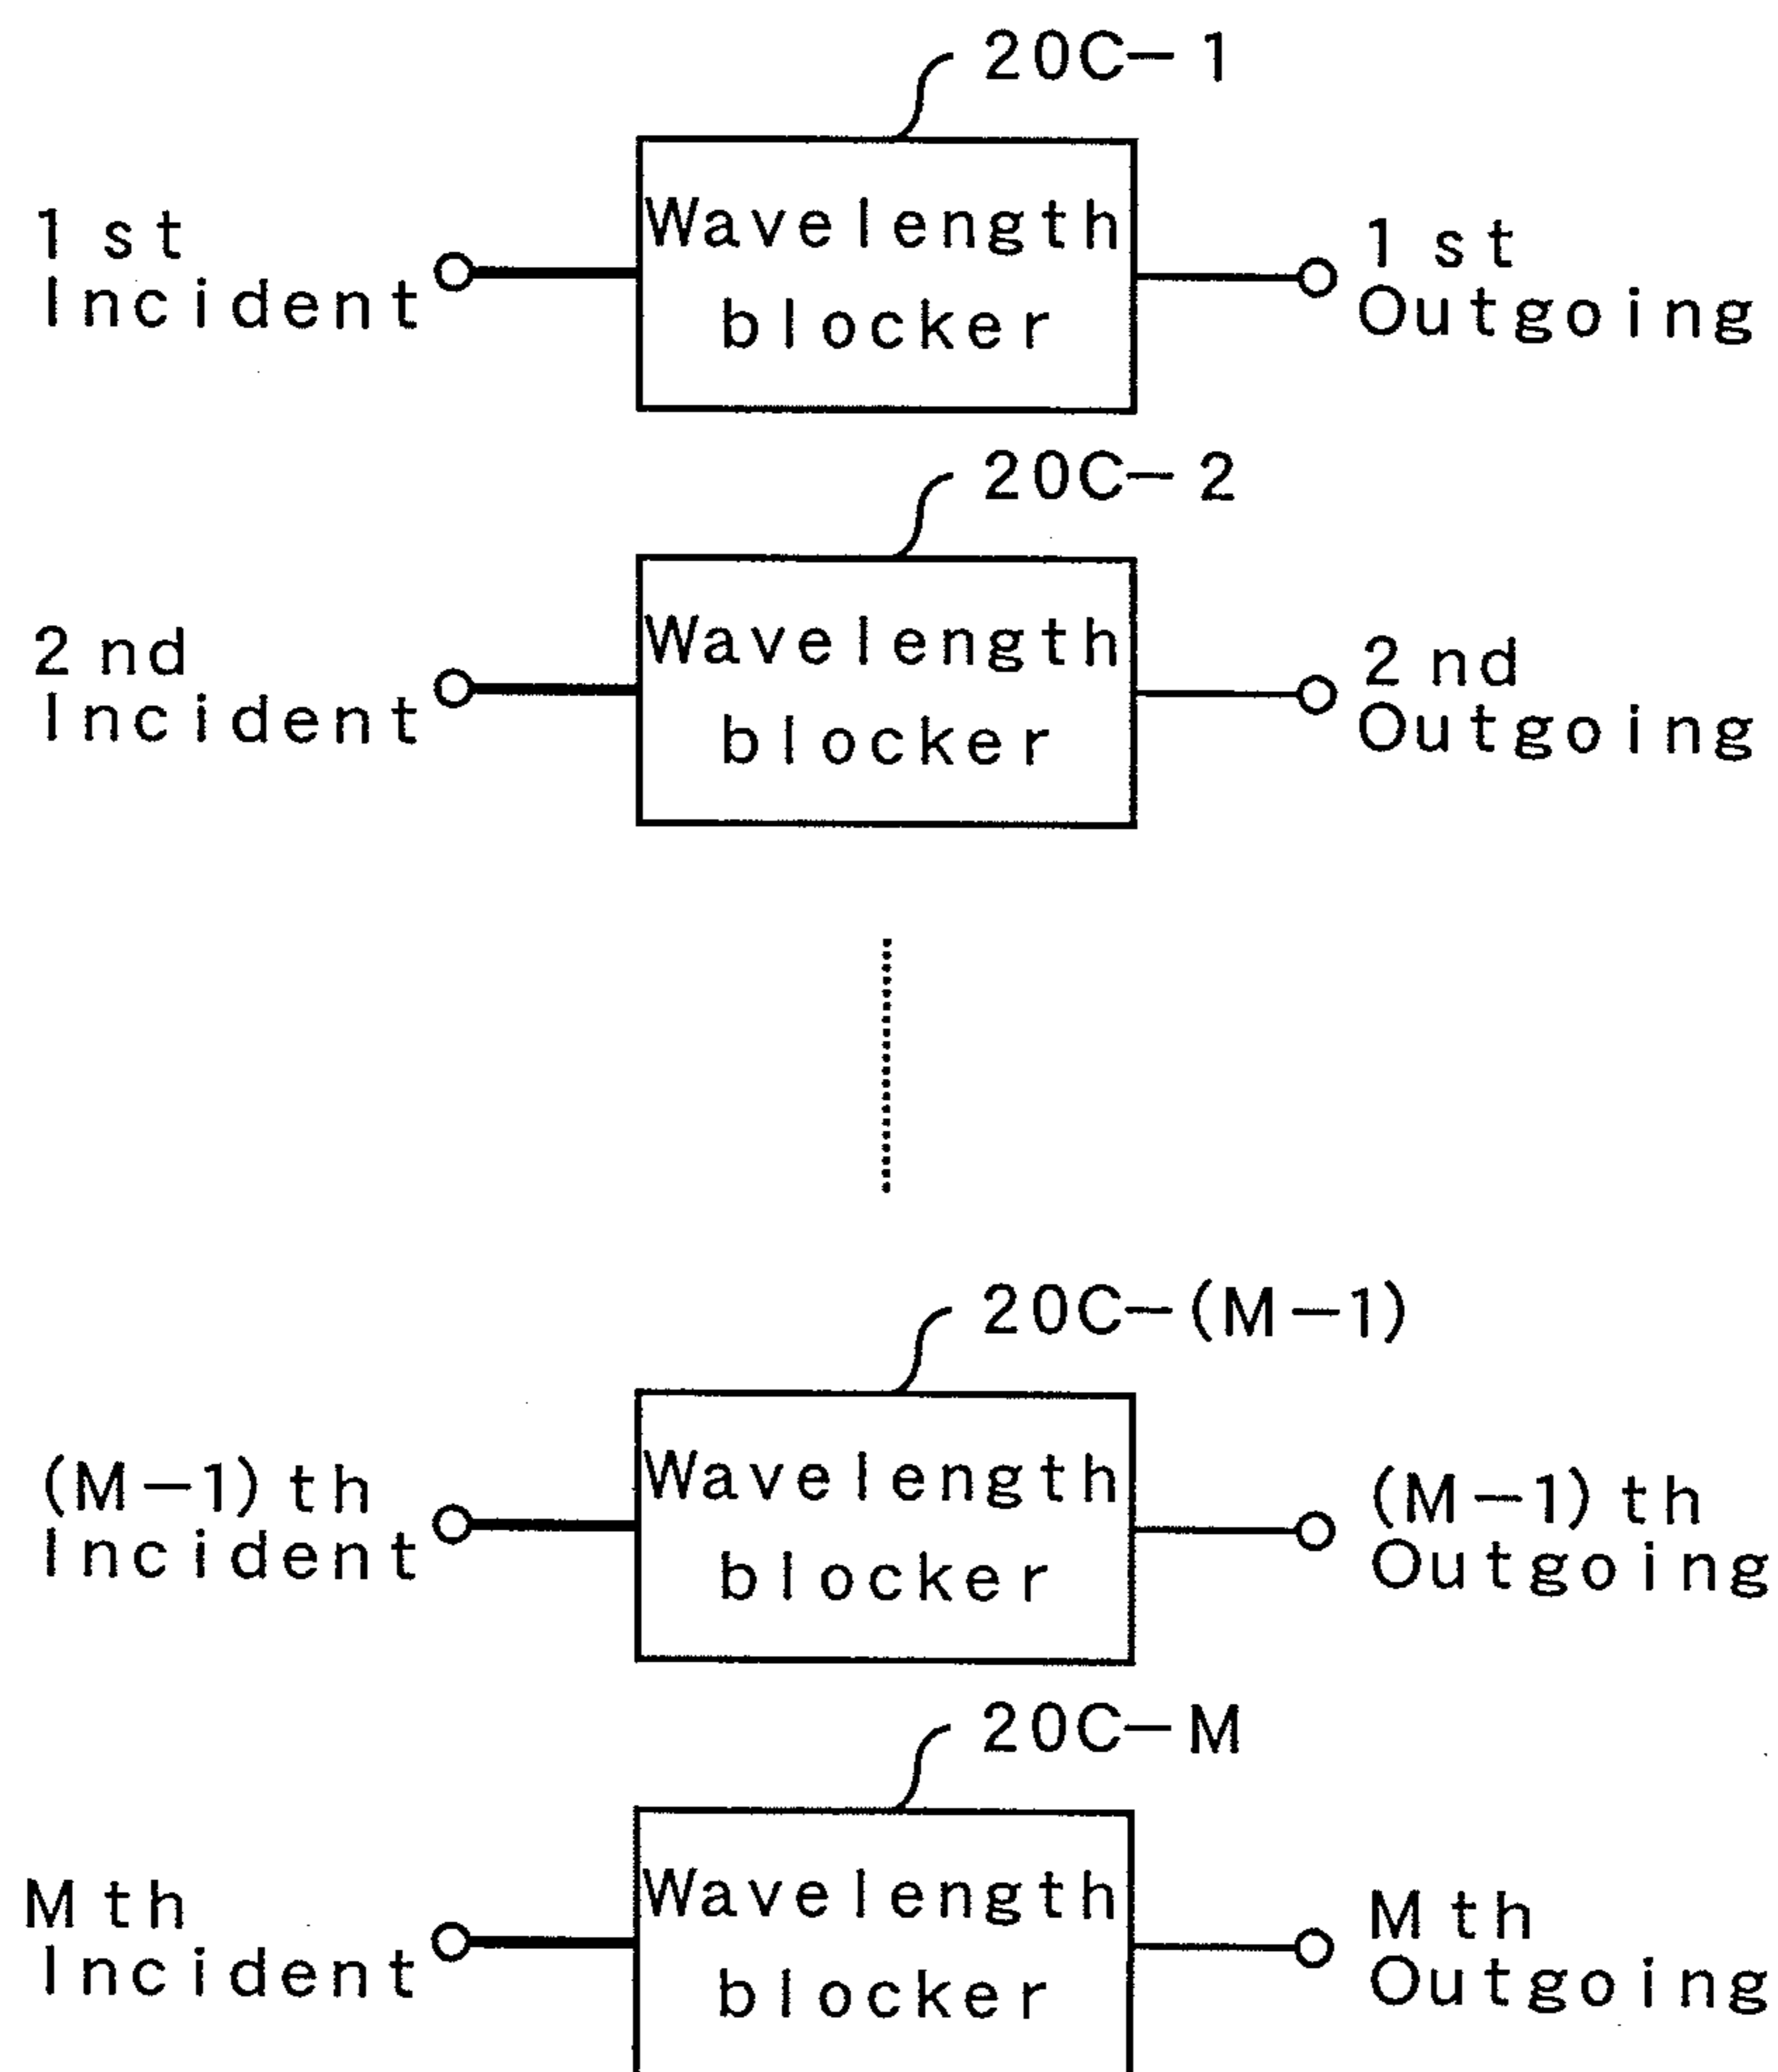 20C-1
1st
Incident
Wavelength
blocker
1st
Outgoing
20C-2
2nd
Incident
Wavelength
blocker
2nd
Outgoing
20C-(M-1)
(M-1)th
Incident
Wavelength
blocker
(M-1)th
Outgoing
20C-M
Mth
Incident
Wavelength
blocker
Mth
Outgoing